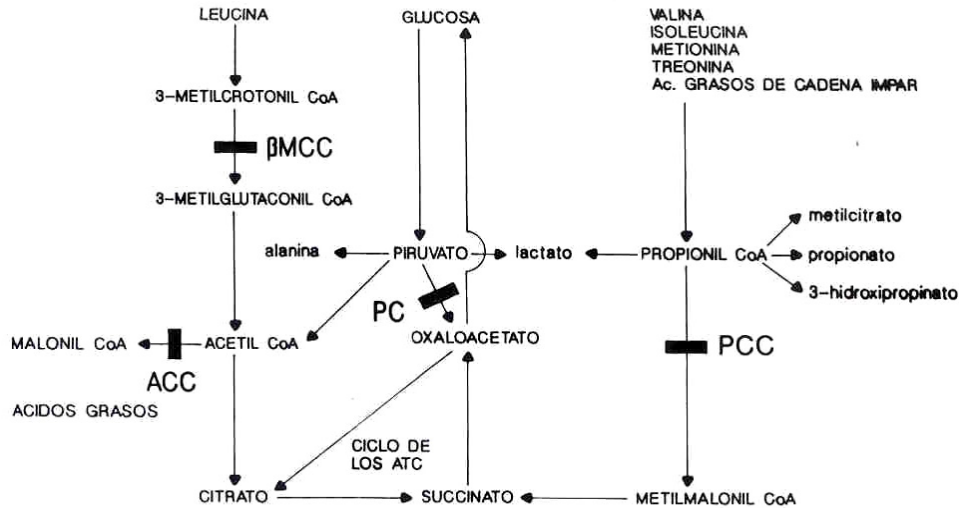 LEUCINA
GLUCOSA
VALINA
ISOLEUCINA
METIONINA
TREONINA
Ac. GRASOS DE CADENA IMPAR
3-METILCROTONIL CoA
βMCC
3-METILGLUTACONIL CoA
metilcitrato
alanina
PIRUVATO
lactato
PROPIONIL CoA
propionato
3-hidroxipropinato
PC
MALONIL CoA
ACETIL CoA
OXALOACETATO
PCC
ACC
ACIDOS GRASOS
CICLO DE
LOS ATC
CITRATO
SUCCINATO
METILMALONIL CoA